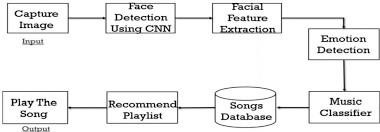 Capture
Image
Input
Face
Detection
Using CNN
Facial
Feature
Extraction
Emotion
Detection
Music
Classifier
Songs
Database
Recommend
Playlist
Play The
Song
Output